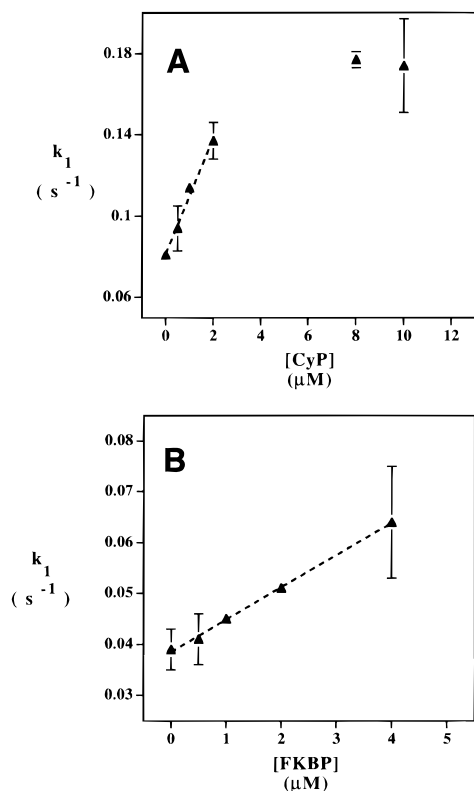 A
0.18
0.14
0.1
0.06
k1
( s-1 )
0 2 4 6 8 10 12
[CyP]
(μM)
B
0.08
0.07
0.06
0.05
0.04
0.03
k1
( s-1 )
0 1 2 3 4 5
[FKBP]
(μM)